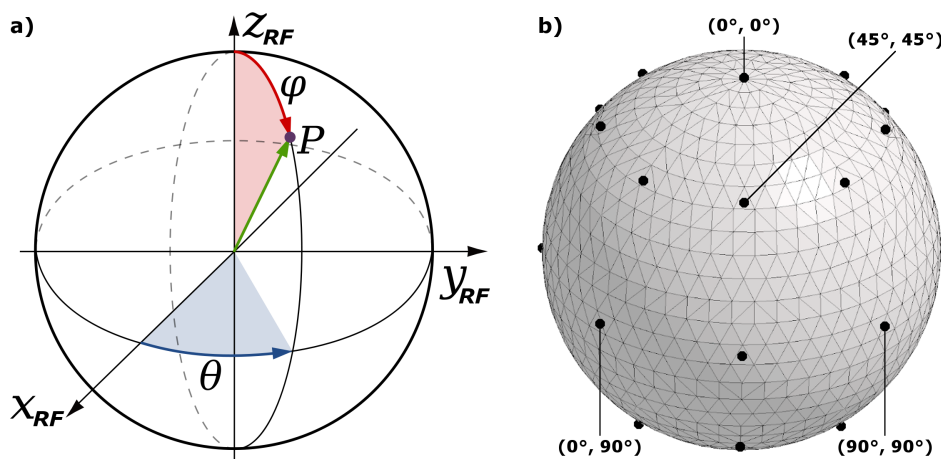 a)
z_RF
φ
P
y_RF
θ
x_RF
b)
(0°, 0°)
(45°, 45°)
(0°, 90°)
(90°, 90°)